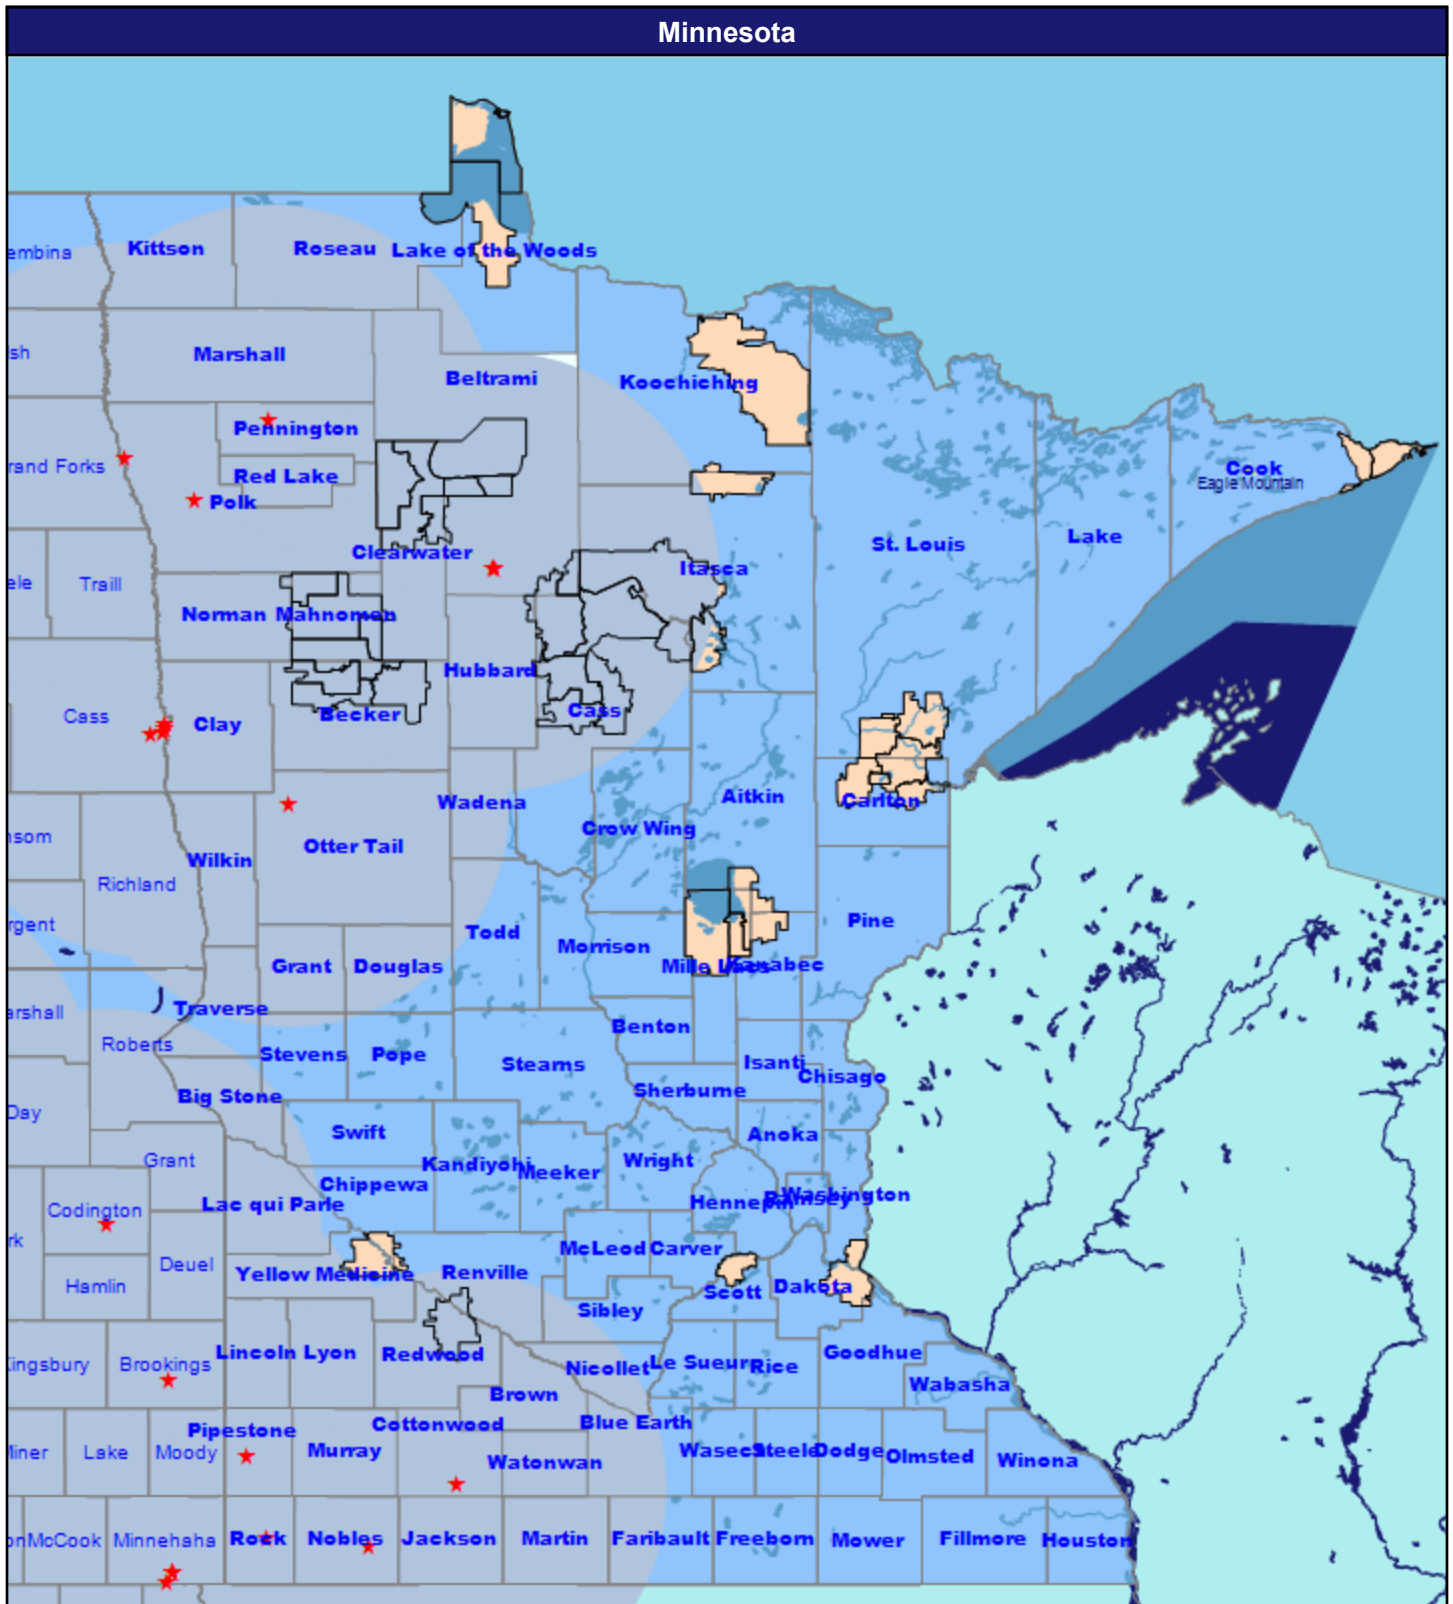 Minnesota
embina
Kittson
Roseau
Lake of the Woods
sh
Marshall
Beltrami
Koochiching
Pennington
rand Forks
Red Lake
Polk
Cook
Eagle Mountain
Clearwater
St. Louis
Lake
ele
Traill
Itasca
Norman
Mahnomen
Hubbard
Cass
Clay
Becker
Cass
Wadena
Aitkin
Carlton
nsom
Crow Wing
Otter Tail
Wilkin
Richland
rgent
Todd
Morrison
Pine
Grant
Douglas
Mille Lacs
Kanabec
arshall
Traverse
Roberts
Benton
Stevens
Pope
Stearns
Isanti
Chisago
Big Stone
Sherburne
Day
Swift
Anoka
Grant
Kandiyohi
Meeker
Wright
Chippewa
Codington
Lac qui Parle
Hennepin
Ramsey
Washington
rk
McLeod
Carver
Deuel
Yellow Medicine
Renville
Hamlin
Scott
Dakota
Sibley
Kingsbury
Brookings
Lincoln
Lyon
Redwood
Nicollet
Le Sueur
Rice
Goodhue
Brown
Wabasha
Pipestone
Cottonwood
Blue Earth
Miner
Lake
Moody
Murray
Watonwan
Waseca
Steele
Dodge
Olmsted
Winona
on
McCook
Minnehaha
Rock
Nobles
Jackson
Martin
Faribault
Freeborn
Mower
Fillmore
Houston